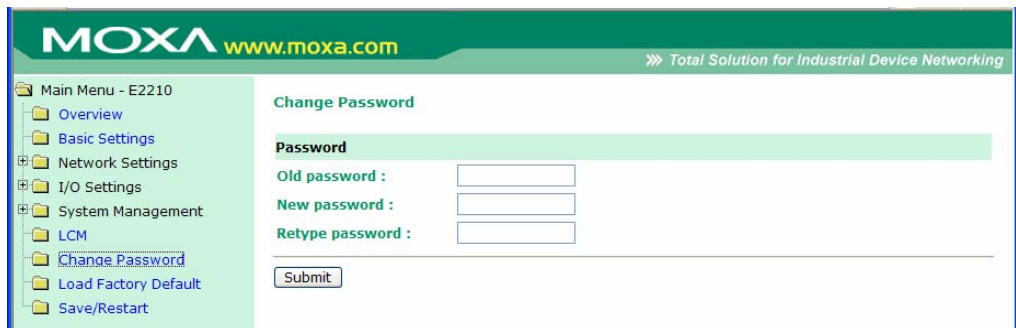 MOXA www.moxa.com
Total Solution for Industrial Device Networking
Main Menu - E2210
Overview
Basic Settings
Network Settings
I/O Settings
System Management
LCM
Change Password
Load Factory Default
Save/Restart
Change Password
Password
Old password :
New password :
Retype password :
Submit